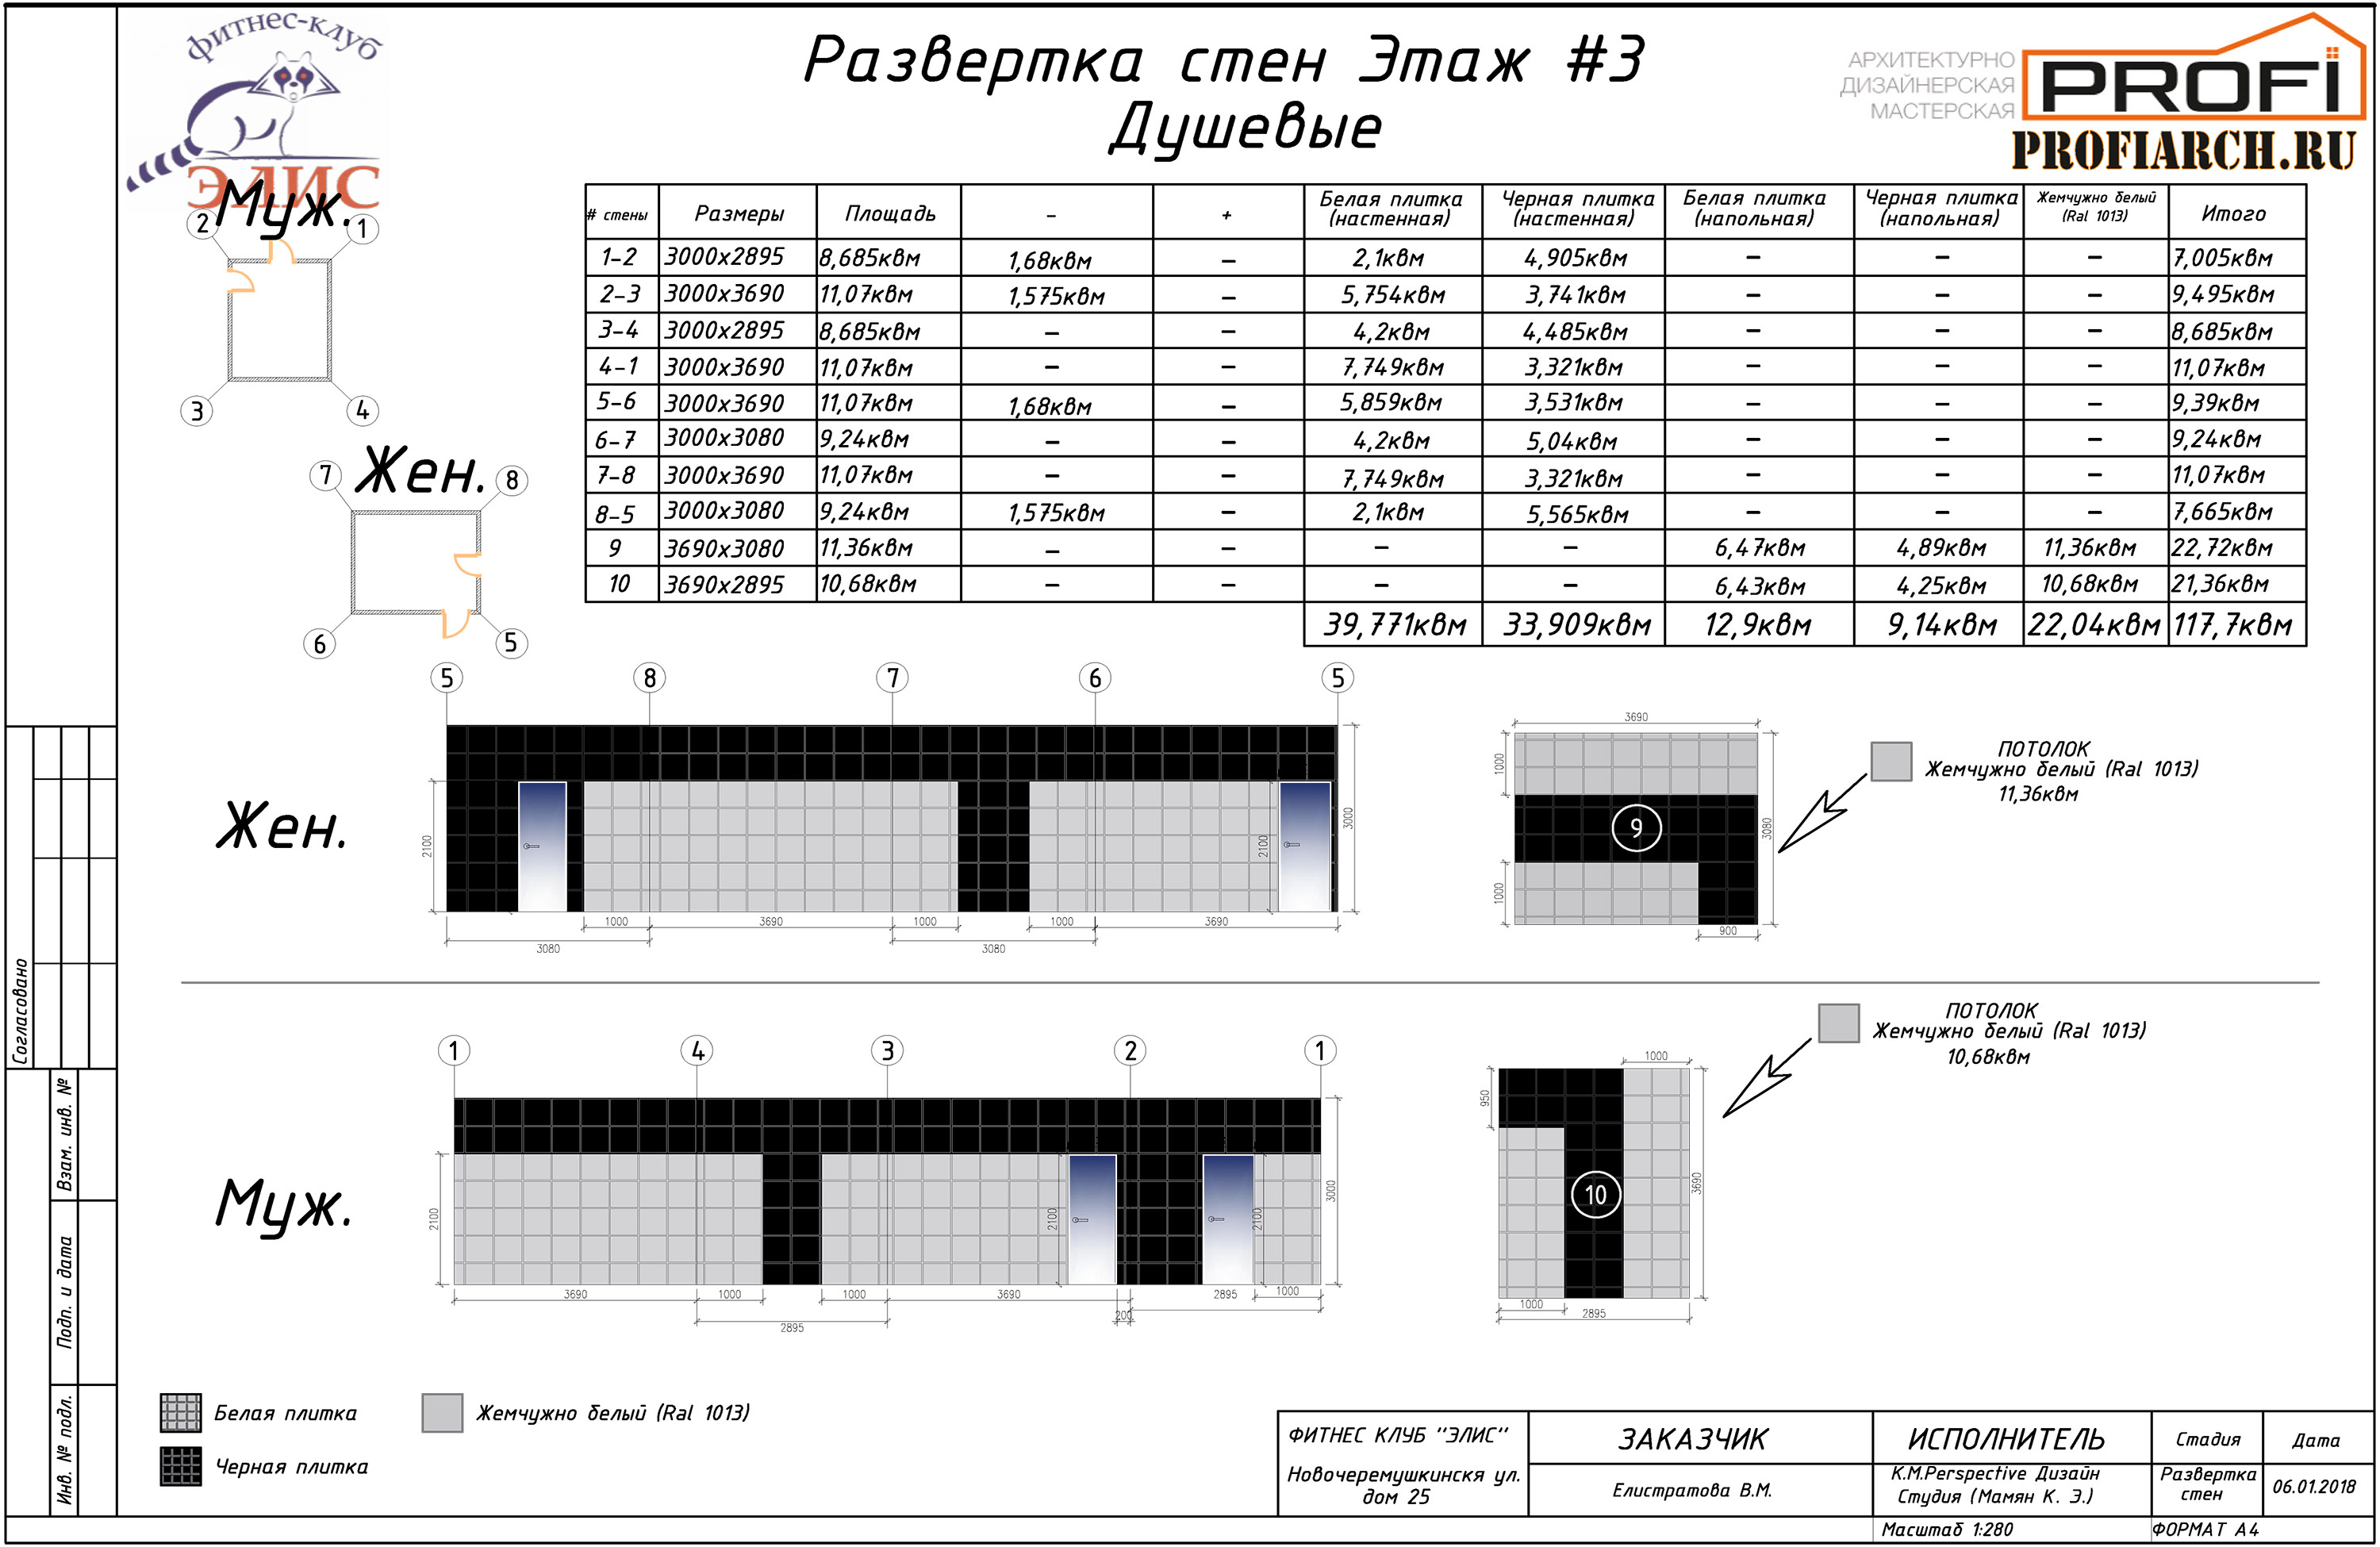 фитнес-клуб
ЭЛИС
Развертка стен Этаж #3
Душевые
АРХИТЕКТУРНО
ДИЗАЙНЕРСКАЯ
МАСТЕРСКАЯ
PROFI
PROFIARCH.RU
Муж.
2 1
3 4
Жен.
7 8
6 5
# стены Размеры Площадь - + Белая плитка (настенная) Черная плитка (настенная) Белая плитка (напольная) Черная плитка (напольная) Жемчужно белый (Ral 1013) Итого
1-2 3000х2895 8,685квм 1,68квм - 2,1квм 4,905квм - - - 7,005квм
2-3 3000х3690 11,07квм 1,575квм - 5,754квм 3,741квм - - - 9,495квм
3-4 3000х2895 8,685квм - - 4,2квм 4,485квм - - - 8,685квм
4-1 3000х3690 11,07квм - - 7,749квм 3,321квм - - - 11,07квм
5-6 3000х3690 11,07квм 1,68квм - 5,859квм 3,531квм - - - 9,39квм
6-7 3000х3080 9,24квм - - 4,2квм 5,04квм - - - 9,24квм
7-8 3000х3690 11,07квм - - 7,749квм 3,321квм - - - 11,07квм
8-5 3000х3080 9,24квм 1,575квм - 2,1квм 5,565квм - - - 7,665квм
9 3690х3080 11,36квм - - - - 6,47квм 4,89квм 11,36квм 22,72квм
10 3690х2895 10,68квм - - - - 6,43квм 4,25квм 10,68квм 21,36квм
39,771квм 33,909квм 12,9квм 9,14квм 22,04квм 117,7квм
5 8 7 6 5
Жен.
2100 2100 3000
1000 3690 1000 1000 3690
3080 3080
3690
1000
9
3080
1000
900
ПОТОЛОК
Жемчужно белый (Ral 1013)
11,36квм
1 4 3 2 1
Муж.
2100 2100 2100 3000
3690 1000 1000 3690 2895 1000
2895 200
1000
950
10
3690
1000
2895
ПОТОЛОК
Жемчужно белый (Ral 1013)
10,68квм
Белая плитка
Жемчужно белый (Ral 1013)
Черная плитка
Согласовано
Взам. инв. №
Подп. и дата
Инв. № подл.
ФИТНЕС КЛУБ "ЭЛИС"
Новочеремушкинскя ул.
дом 25
ЗАКАЗЧИК
Елистратова В.М.
ИСПОЛНИТЕЛЬ
K.M.Perspective Дизайн
Студия (Мамян К. Э.)
Стадия
Развертка
стен
Дата
06.01.2018
Масштаб 1:280
ФОРМАТ А4